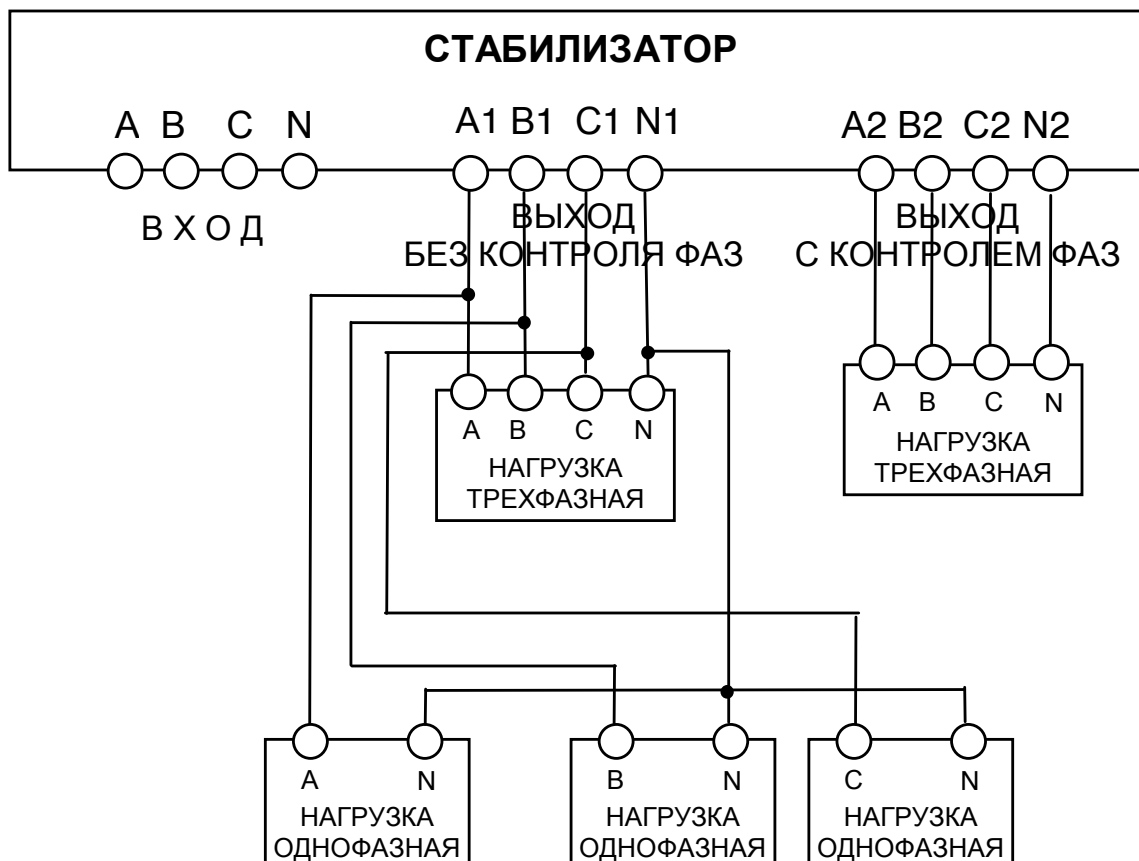 СТАБИЛИЗАТОР
A B C N
A1 B1 C1 N1
A2 B2 C2 N2
В Х О Д
ВЫХОД
БЕЗ КОНТРОЛЯ ФАЗ
ВЫХОД
С КОНТРОЛЕМ ФАЗ
A B C N
НАГРУЗКА
ТРЕХФАЗНАЯ
A B C N
НАГРУЗКА
ТРЕХФАЗНАЯ
A N
НАГРУЗКА
ОДНОФАЗНАЯ
B N
НАГРУЗКА
ОДНОФАЗНАЯ
C N
НАГРУЗКА
ОДНОФАЗНАЯ